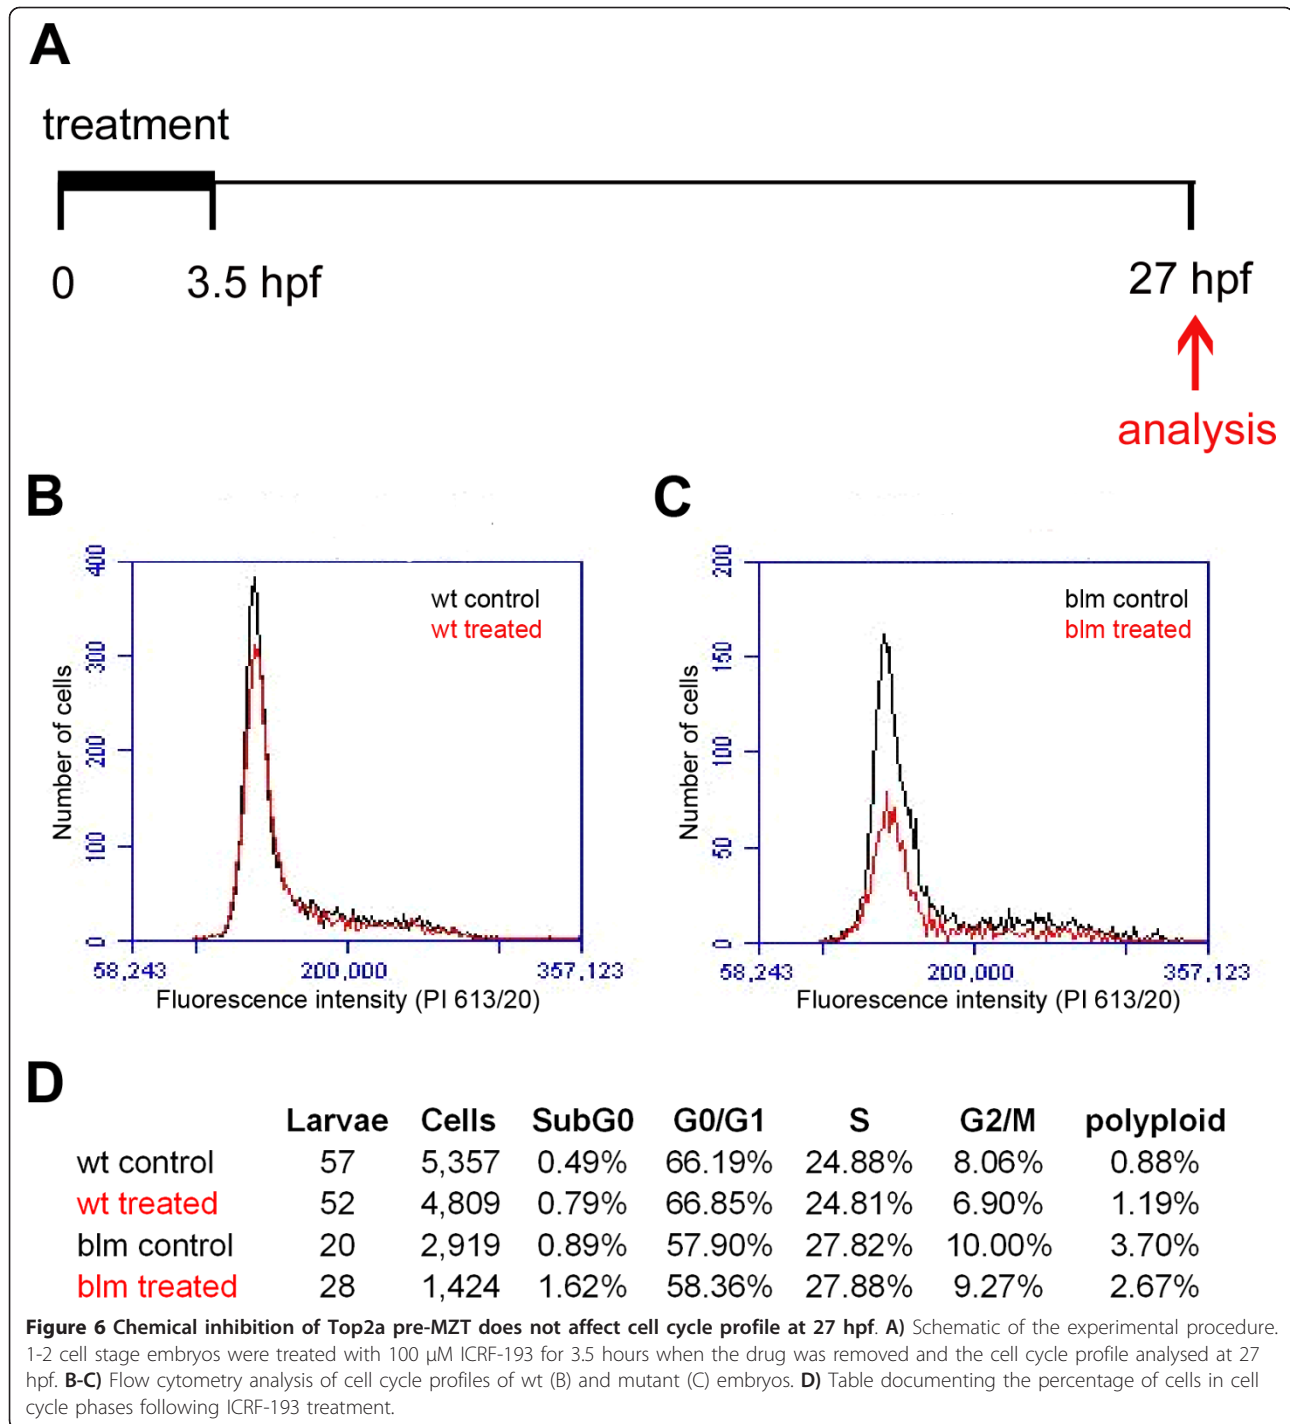 A
treatment
0
3.5 hpf
27 hpf
analysis
B
400
300
200
100
0
Number of cells
wt control
wt treated
58,243
200,000
357,123
Fluorescence intensity (PI 613/20)
C
200
150
100
50
0
Number of cells
blm control
blm treated
58,243
200,000
357,123
Fluorescence intensity (PI 613/20)
D
Larvae Cells SubG0 G0/G1 S G2/M polyploid
wt control 57 5,357 0.49% 66.19% 24.88% 8.06% 0.88%
wt treated 52 4,809 0.79% 66.85% 24.81% 6.90% 1.19%
blm control 20 2,919 0.89% 57.90% 27.82% 10.00% 3.70%
blm treated 28 1,424 1.62% 58.36% 27.88% 9.27% 2.67%
Figure 6 Chemical inhibition of Top2a pre-MZT does not affect cell cycle profile at 27 hpf. A) Schematic of the experimental procedure.
1-2 cell stage embryos were treated with 100 μM ICRF-193 for 3.5 hours when the drug was removed and the cell cycle profile analysed at 27
hpf. B-C) Flow cytometry analysis of cell cycle profiles of wt (B) and mutant (C) embryos. D) Table documenting the percentage of cells in cell
cycle phases following ICRF-193 treatment.